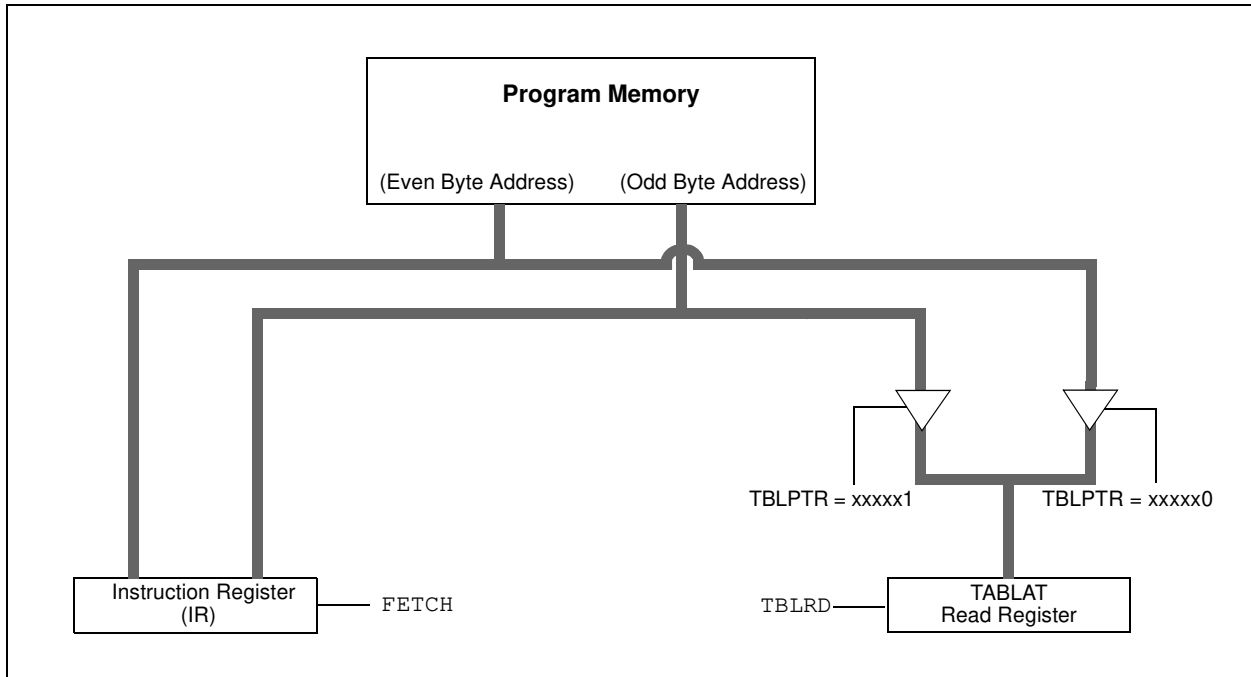 Program Memory
(Even Byte Address)
(Odd Byte Address)
TBLPTR = xxxxx1
TBLPTR = xxxxx0
Instruction Register
(IR)
FETCH
TBLRD
TABLAT
Read Register